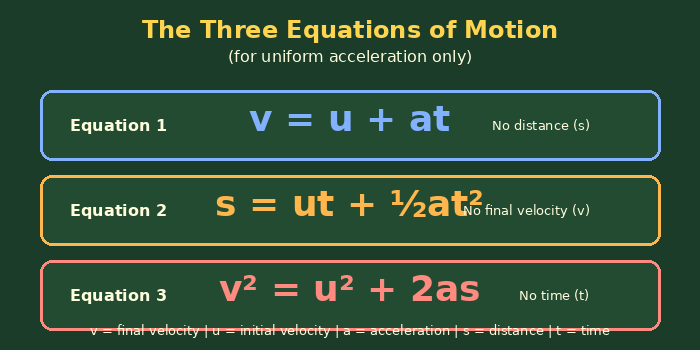 The Three Equations of Motion
(for uniform acceleration only)
Equation 1 v = u + at No distance (s)
Equation 2 s = ut + ½at² No final velocity (v)
Equation 3 v² = u² + 2as No time (t)
v = final velocity | u = initial velocity | a = acceleration | s = distance | t = time